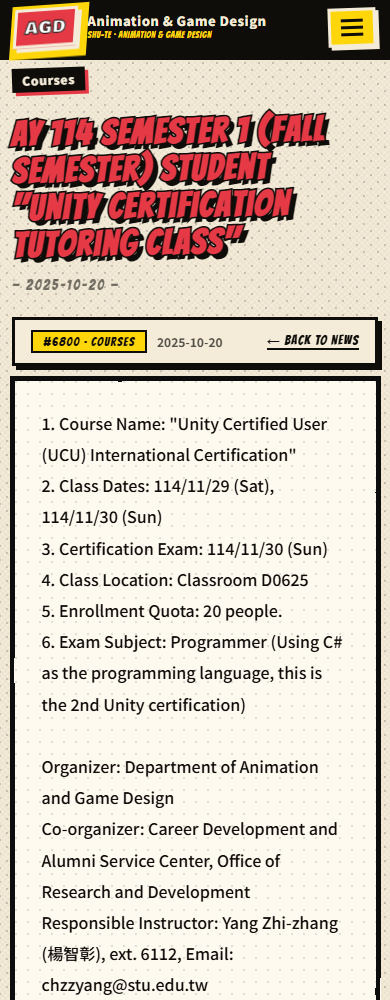 AGD
Animation & Game Design
SHU-TE · ANIMATION & GAME DESIGN
Courses
AY 114 SEMESTER 1 (FALL
SEMESTER) STUDENT
"UNITY CERTIFICATION
TUTORING CLASS"
– 2025-10-20 –
#6800 · COURSES
2025-10-20
← BACK TO NEWS
1. Course Name: "Unity Certified User
(UCU) International Certification"
2. Class Dates: 114/11/29 (Sat),
114/11/30 (Sun)
3. Certification Exam: 114/11/30 (Sun)
4. Class Location: Classroom D0625
5. Enrollment Quota: 20 people.
6. Exam Subject: Programmer (Using C#
as the programming language, this is
the 2nd Unity certification)
Organizer: Department of Animation
and Game Design
Co-organizer: Career Development and
Alumni Service Center, Office of
Research and Development
Responsible Instructor: Yang Zhi-zhang
(楊智彰), ext. 6112, Email:
chzzyang@stu.edu.tw